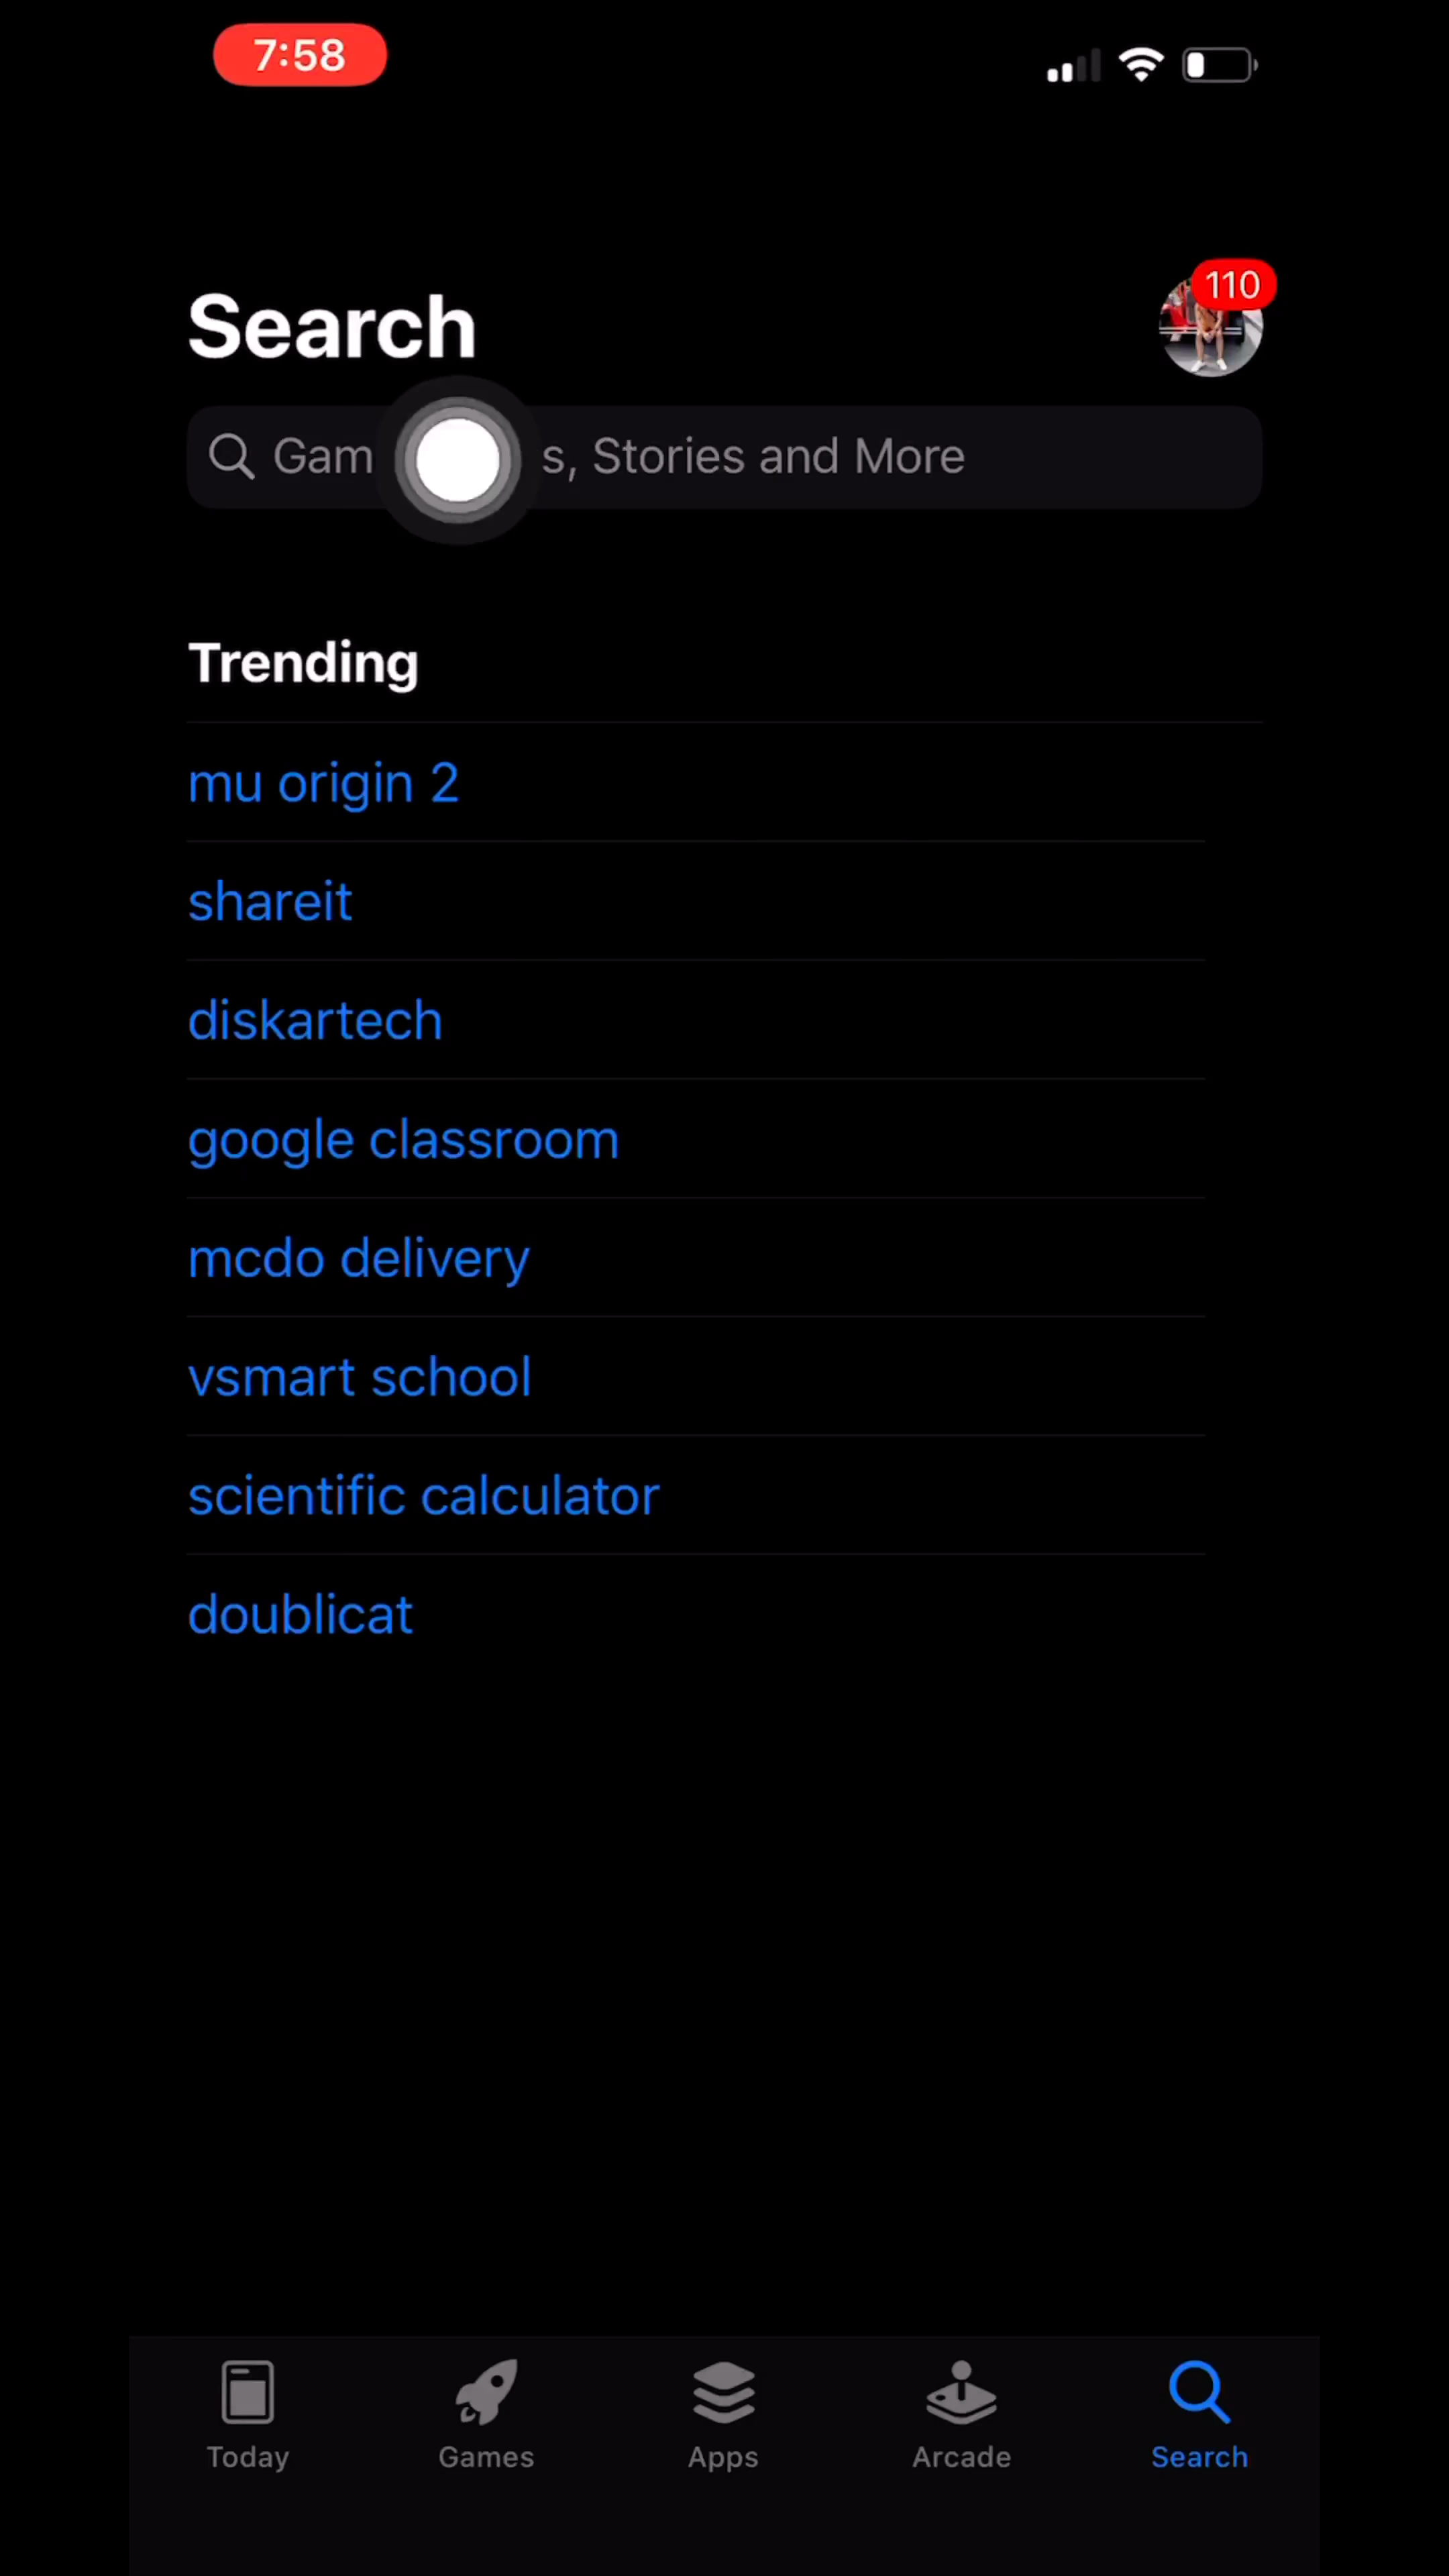 7:58
110
Search
Gam s, Stories and More
Trending
mu origin 2
shareit
diskartech
google classroom
mcdo delivery
vsmart school
scientific calculator
doublicat
Today Games Apps Arcade Search